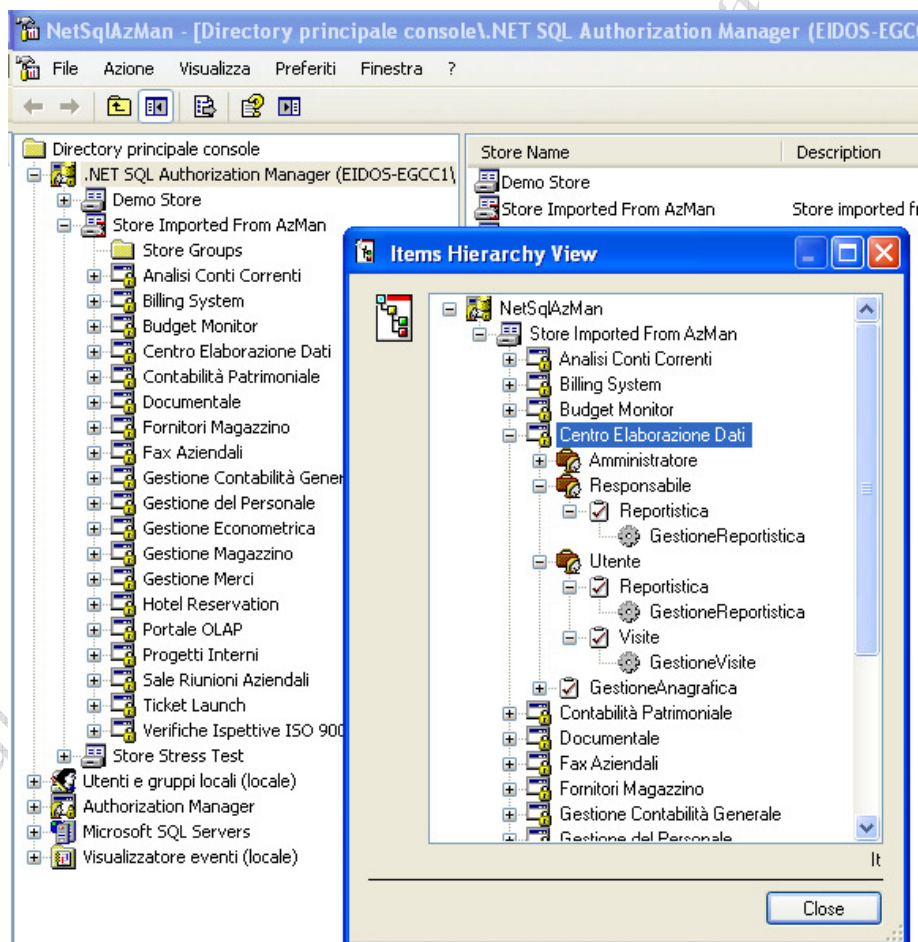 NetSqlAzMan - [Directory principale console\.NET SQL Authorization Manager (EIDOS-EGCC
File Azione Visualizza Preferiti Finestra ?
Directory principale console
.NET SQL Authorization Manager (EIDOS-EGCC1\
Demo Store
Store Imported From AzMan
Store Groups
Analisi Conti Correnti
Billing System
Budget Monitor
Centro Elaborazione Dati
Contabilità Patrimoniale
Documentale
Fornitori Magazzino
Fax Aziendali
Gestione Contabilità Gener
Gestione del Personale
Gestione Econometrica
Gestione Magazzino
Gestione Merci
Hotel Reservation
Portale OLAP
Progetti Interni
Sale Riunioni Aziendali
Ticket Launch
Verifiche Ispettive ISO 900
Store Stress Test
Utenti e gruppi locali (locale)
Authorization Manager
Microsoft SQL Servers
Visualizzatore eventi (locale)
Store Name Description
Demo Store
Store Imported From AzMan Store imported fr
Items Hierarchy View
NetSqlAzMan
Store Imported From AzMan
Analisi Conti Correnti
Billing System
Budget Monitor
Centro Elaborazione Dati
Amministratore
Responsabile
Reportistica
GestioneReportistica
Utente
Reportistica
GestioneReportistica
Visite
GestioneVisite
GestioneAnagrafica
Contabilità Patrimoniale
Documentale
Fax Aziendali
Fornitori Magazzino
Gestione Contabilità Generale
Gestione del Personale
It
Close